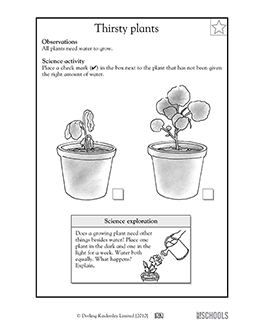 Thirsty plants
Observations
All plants need water to grow.
Science activity
Place a check mark (✔) in the box next to the plant that has not been given
the right amount of water.
Science exploration
Does a growing plant need other
things besides water? Place one
plant in the dark and one in
the light for a week. Water
both equally. What happens?
Explain.
© Dorling Kindersley Limited [2010]
SCHOOLS